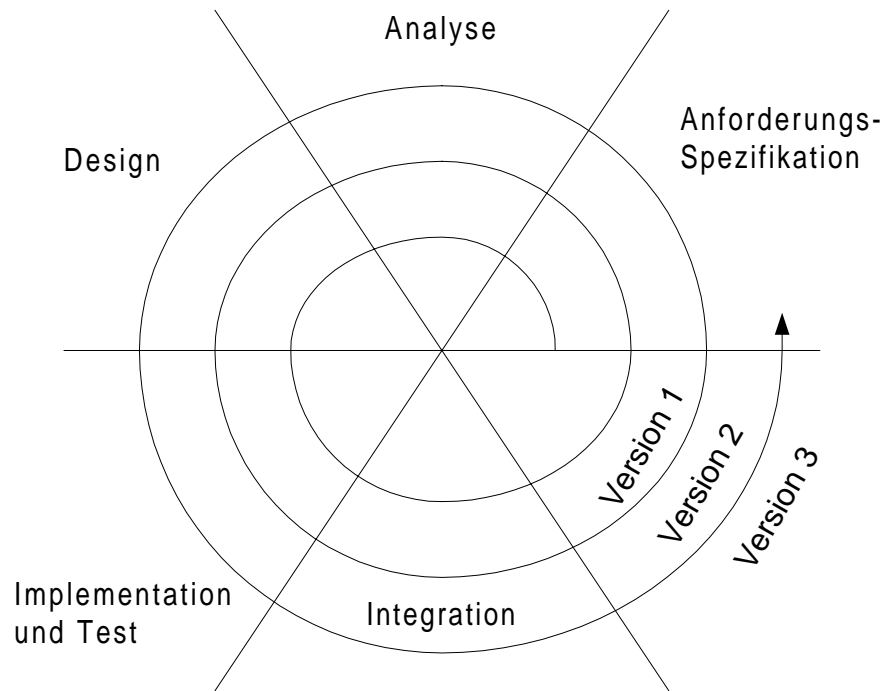 Analyse
Anforderungs-
Spezifikation
Design
Version 1
Version 2
Version 3
Implementation
und Test
Integration